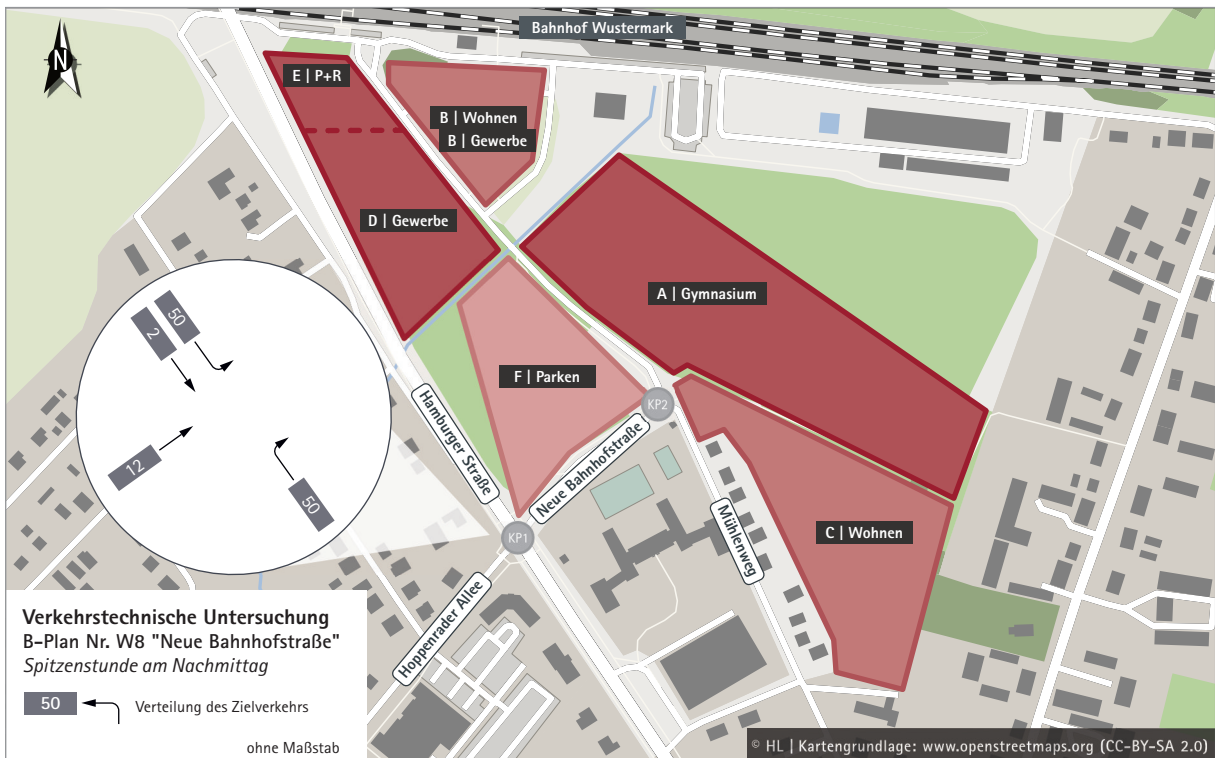 Bahnhof Wustermark
N
E | P+R
B | Wohnen
B | Gewerbe
D | Gewerbe
A | Gymnasium
F | Parken
C | Wohnen
KP2
KP1
Hamburger Straße
Neue Bahnhofstraße
Mühlenweg
Hoppenrader Allee
2
50
12
50
Verkehrstechnische Untersuchung
B-Plan Nr. W8 "Neue Bahnhofstraße"
Spitzenstunde am Nachmittag
50 Verteilung des Zielverkehrs
ohne Maßstab
© HL | Kartengrundlage: www.openstreetmaps.org (CC-BY-SA 2.0)